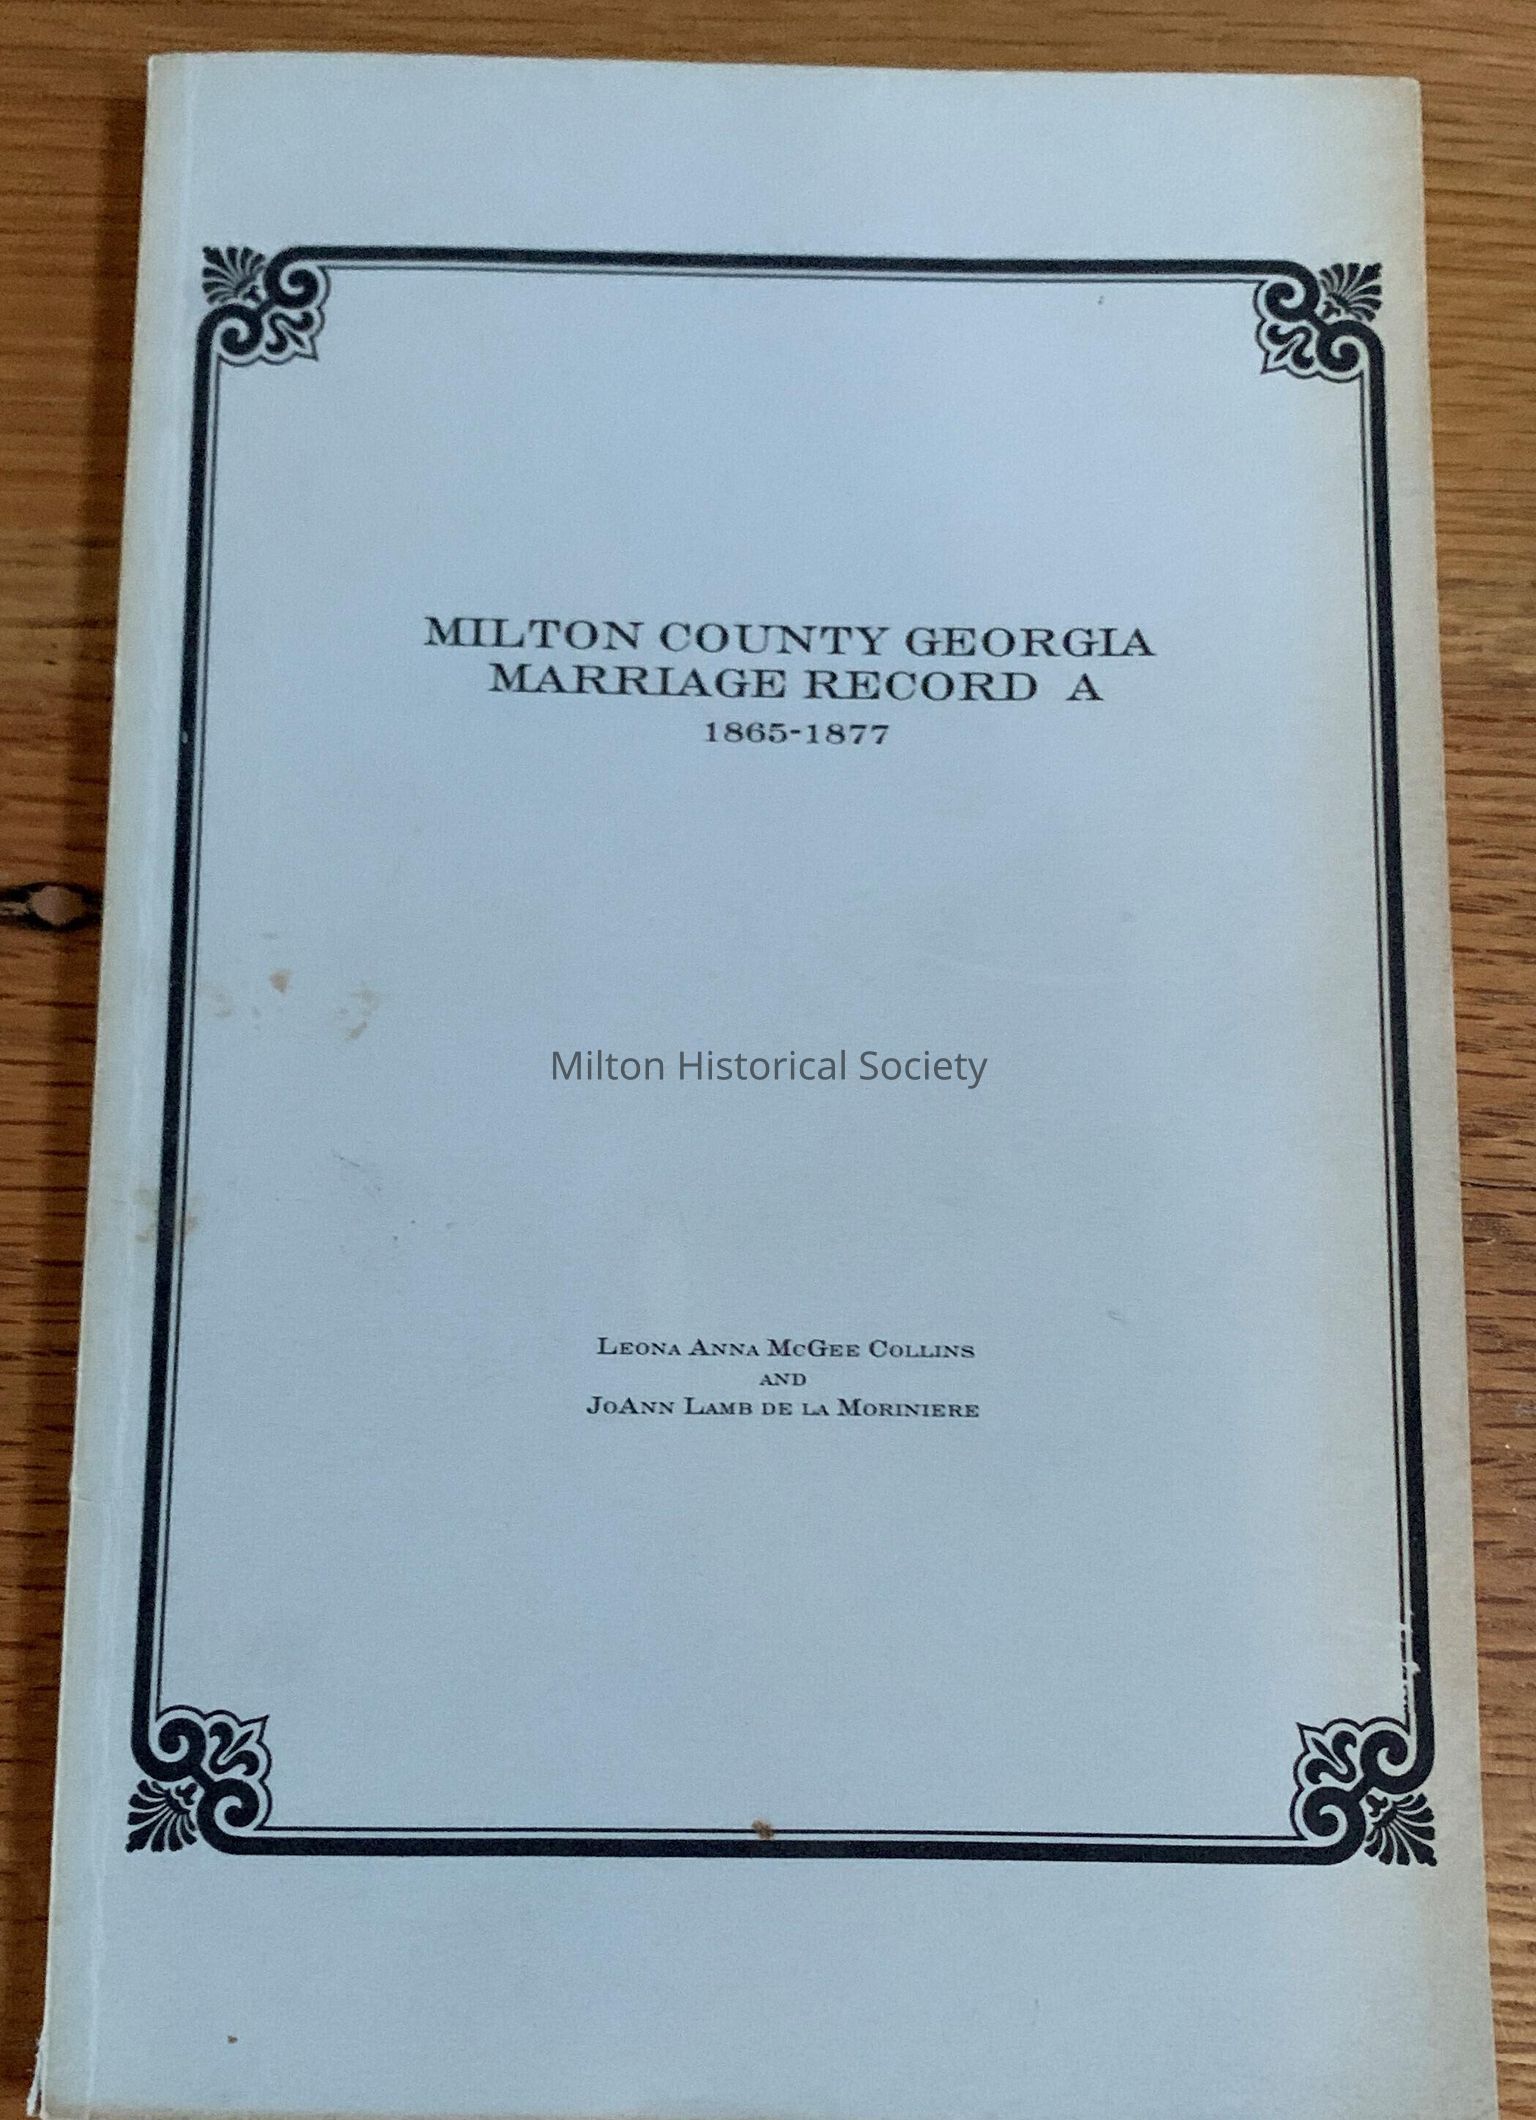 MILTON COUNTY GEORGIA
MARRIAGE RECORD A
1865-1877
Milton Historical Society
LEONA ANNA MCGEE COLLINS
AND
JOANN LAMB DE LA MORINIERE